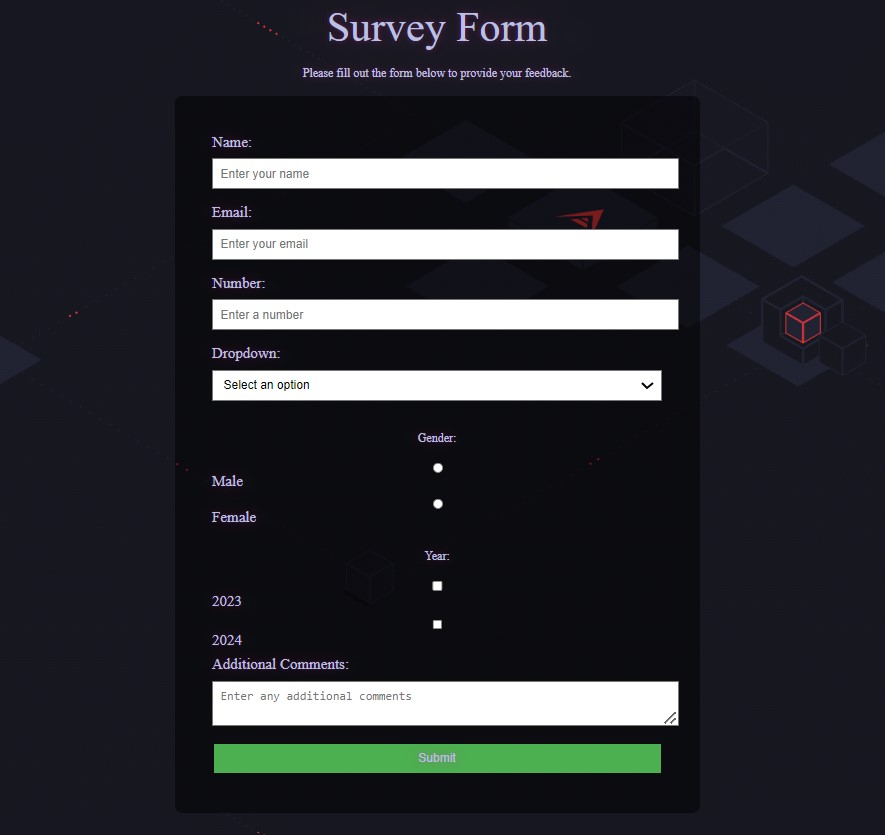 Survey Form
Please fill out the form below to provide your feedback.
Name:
Enter your name
Email:
Enter your email
Number:
Enter a number
Dropdown:
Select an option
Gender:
Male
Female
Year:
2023
2024
Additional Comments:
Enter any additional comments
Submit